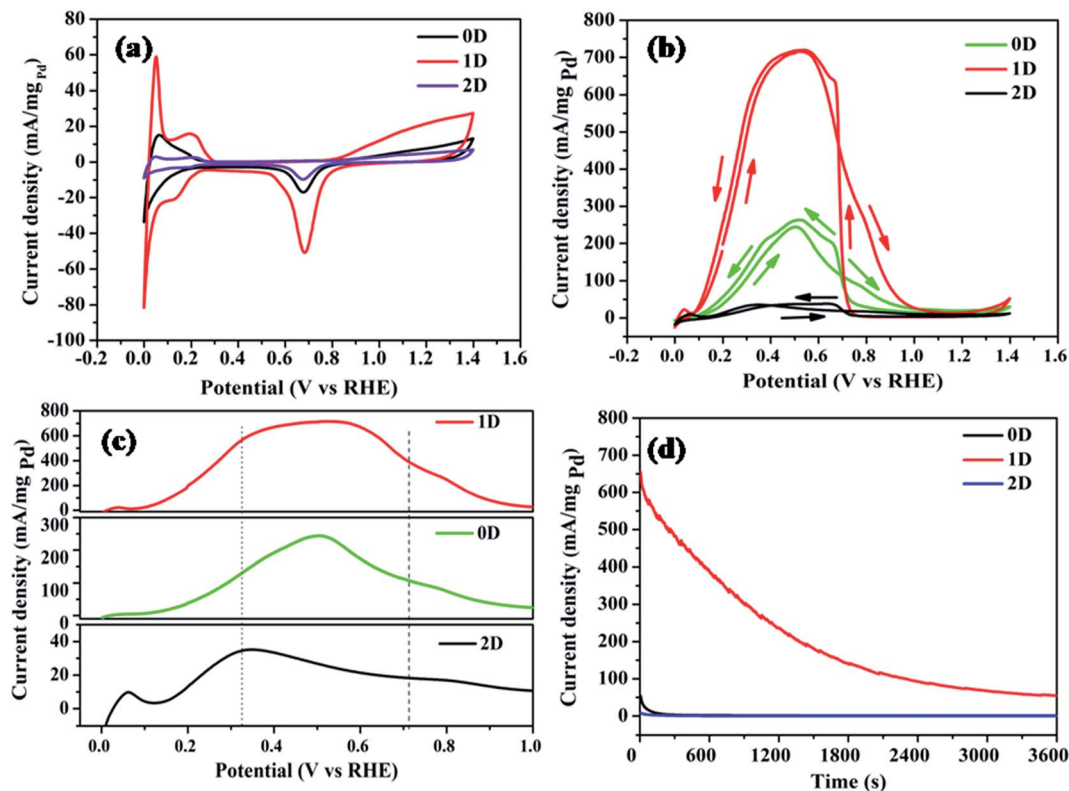 (a)
0D
1D
2D
80
60
40
20
0
-20
-40
-60
-80
-100
Current density (mA/mg Pd)
0.0 0.2 0.4 0.6 0.8 1.0 1.2 1.4 1.6
Potential (V vs RHE)
(b)
0D
1D
2D
800
700
600
500
400
300
200
100
0
Current density (mA/mg Pd)
-0.2 0.0 0.2 0.4 0.6 0.8 1.0 1.2 1.4 1.6
Potential (V vs RHE)
(c)
1D
800
600
400
200
0
0D
300
200
100
0
2D
40
20
0
Current density (mA/mg Pd)
0.0 0.2 0.4 0.6 0.8 1.0
Potential (V vs RHE)
(d)
0D
1D
2D
800
700
600
500
400
300
200
100
0
Current density (mA/mg Pd)
0 600 1200 1800 2400 3000 3600
Time (s)